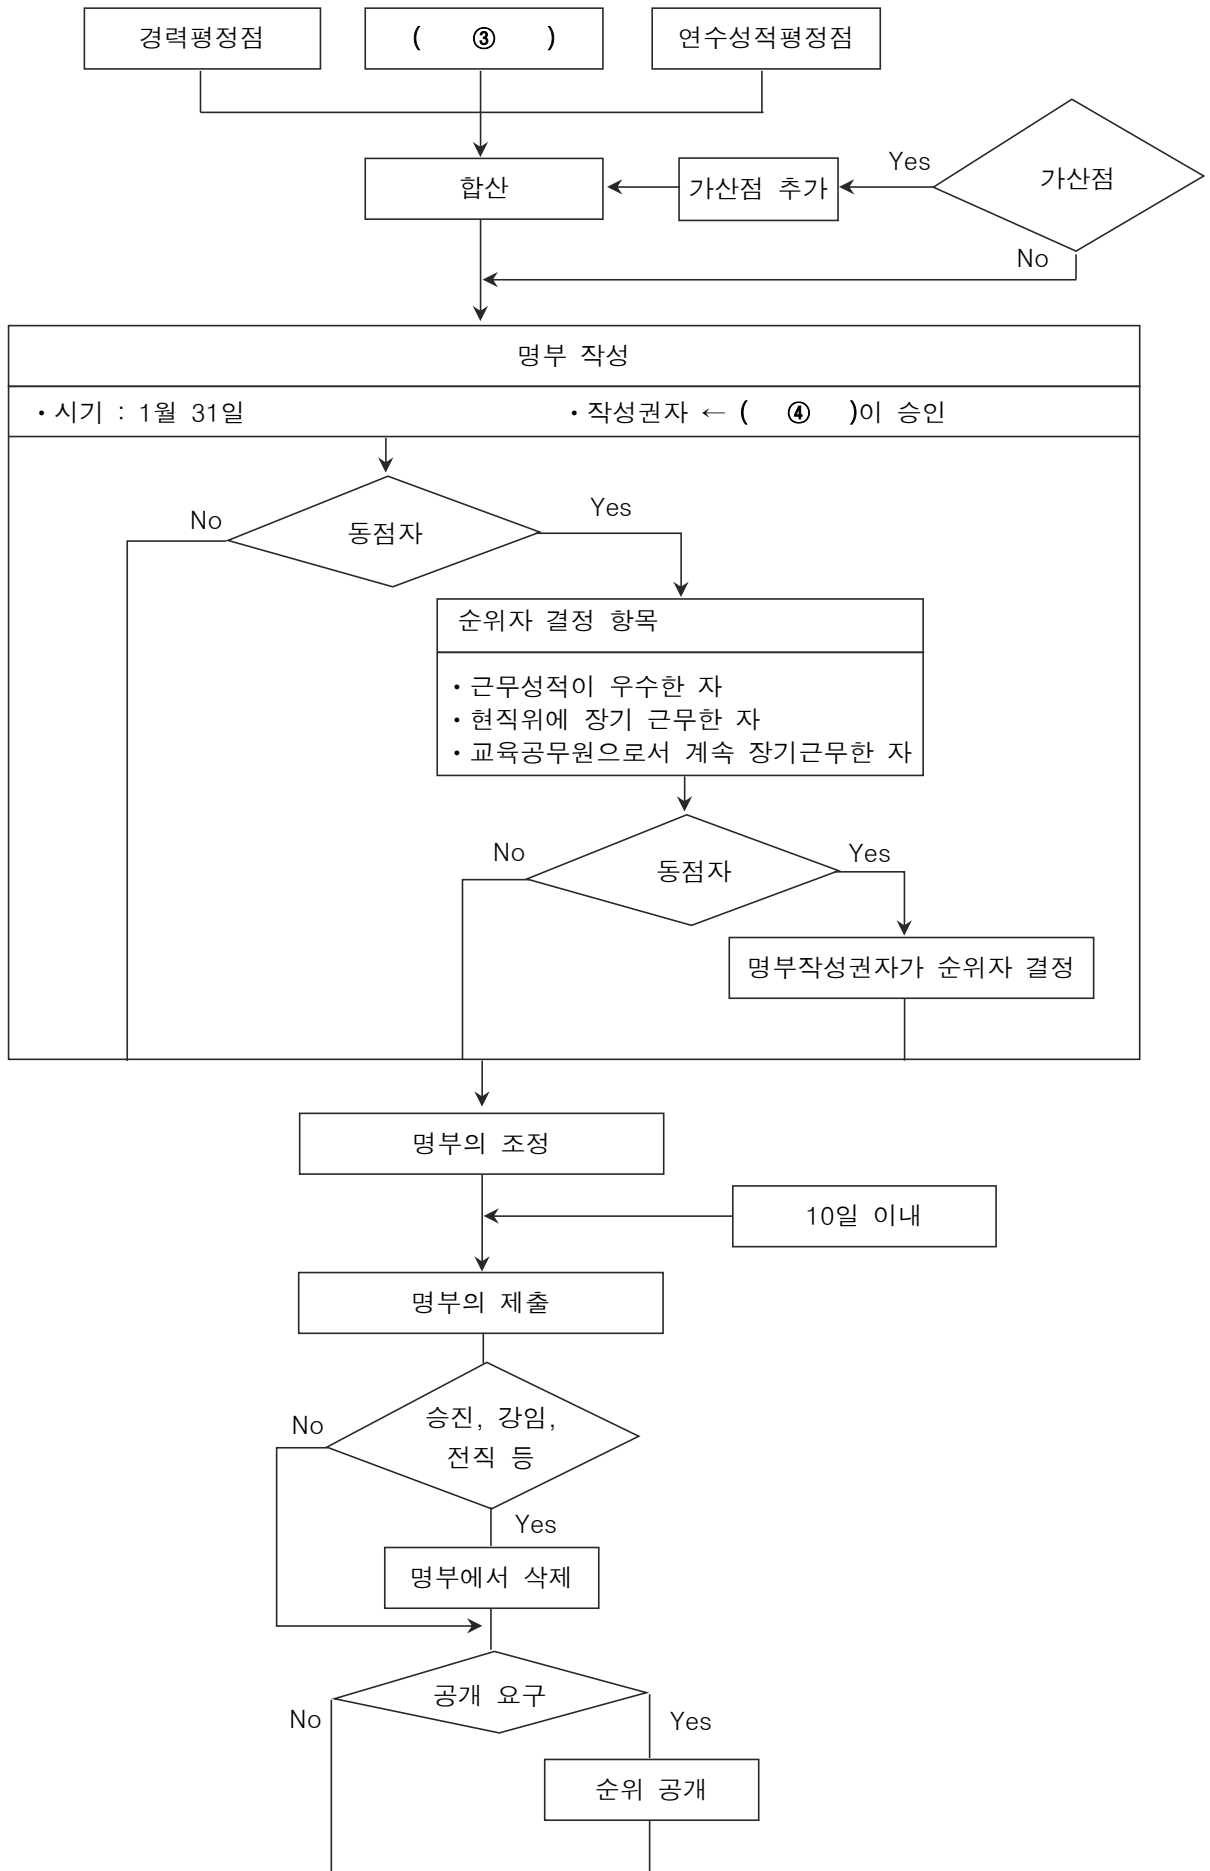 경력평정점
( ③ )
연수성적평정점
합산
가산점 추가
Yes
가산점
No
명부 작성
• 시기 : 1월 31일
• 작성권자 ← ( ④ )이 승인
No
동점자
Yes
순위자 결정 항목
• 근무성적이 우수한 자
• 현직위에 장기 근무한 자
• 교육공무원으로서 계속 장기근무한 자
No
동점자
Yes
명부작성권자가 순위자 결정
명부의 조정
10일 이내
명부의 제출
No
승진, 강임,
전직 등
Yes
명부에서 삭제
공개 요구
No
Yes
순위 공개